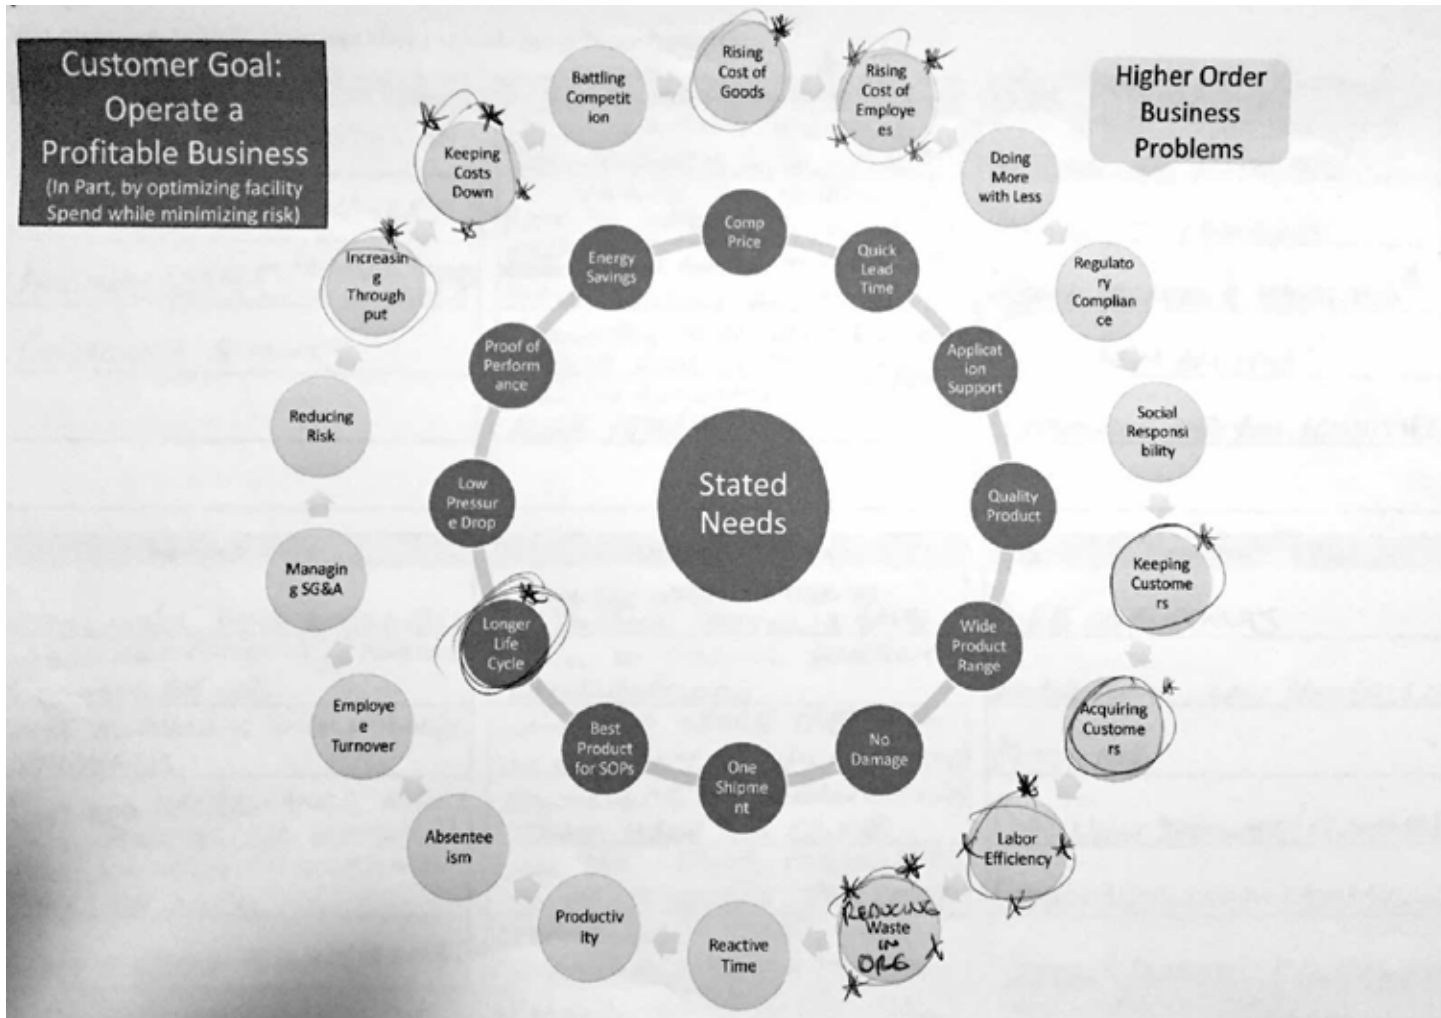 Customer Goal:
Operate a
Profitable Business
(In Part, by optimizing facility
Spend while minimizing risk)
Higher Order
Business
Problems
Rising
Cost of
Goods
Rising
Cost of
Employe
es
Doing
More
with Less
Regulato
ry
Complian
ce
Social
Responsi
bility
Keeping
Custome
rs
Acquiring
Custome
rs
Labor
Efficiency
REDUCING
Waste
IN
ORG
Reactive
Time
Productiv
ity
Absentee
ism
Employe
e
Turnover
Managin
g SG&A
Reducing
Risk
Increasin
g
Through
put
Keeping
Costs
Down
Battling
Competit
ion
Comp
Price
Quick
Lead
Time
Applicat
ion
Support
Quality
Product
Wide
Product
Range
No
Damage
One
Shipme
nt
Best
Product
for SOPs
Longer
Life
Cycle
Low
Pressur
e Drop
Proof of
Perform
ance
Energy
Savings
Stated
Needs